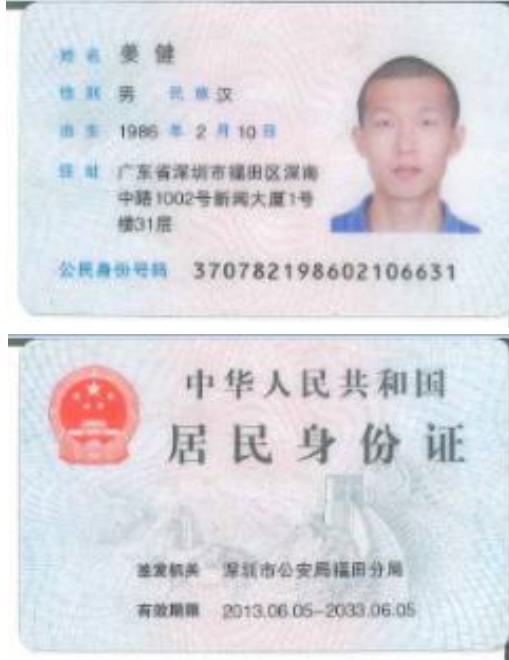 姓名 姜健
性别 男 民族 汉
出生 1986 年 2 月 10 日
住址 广东省深圳市福田区深南
中路1002号新闻大厦1号
楼31层
公民身份号码 370782198602106631
中华人民共和国
居民身份证
签发机关 深圳市公安局福田分局
有效期限 2013.06.05-2033.06.05